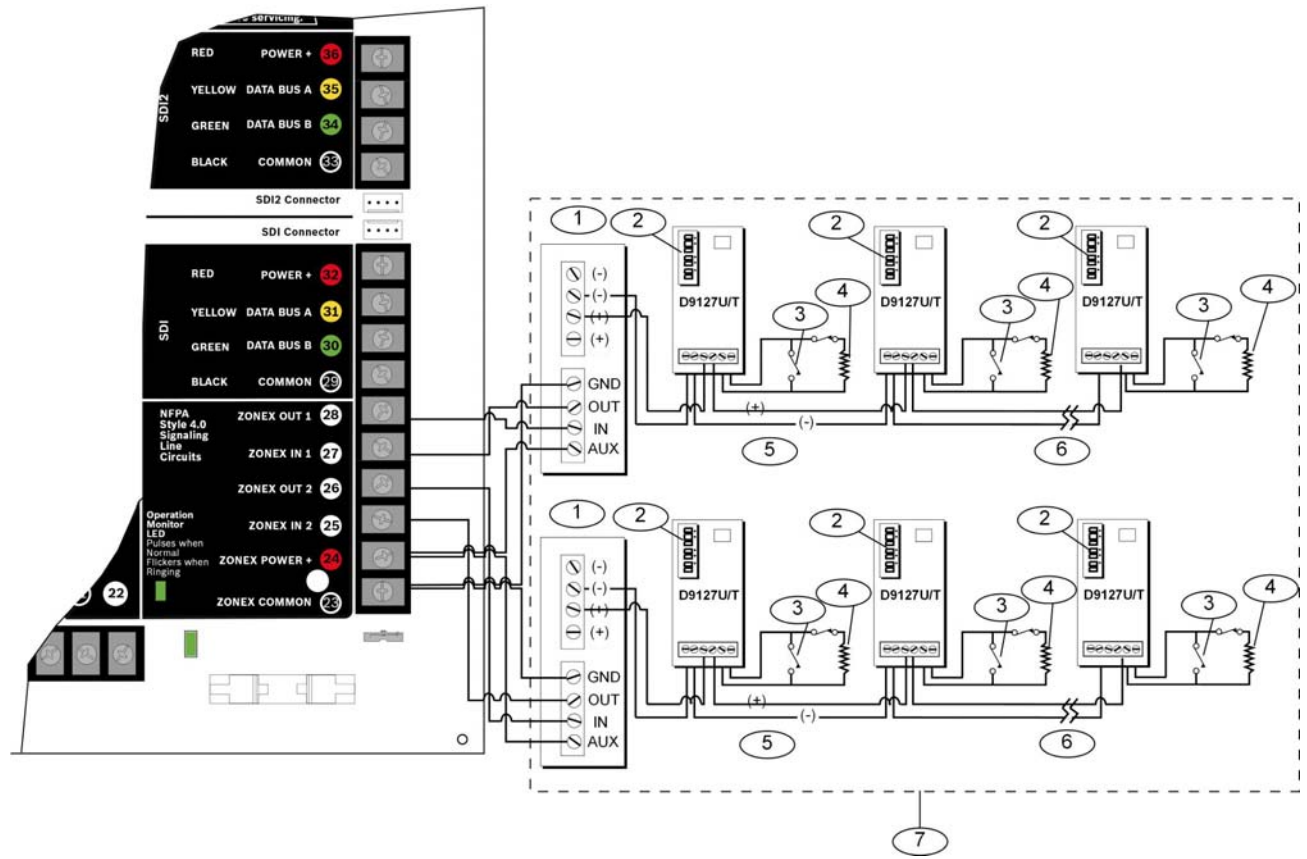 servicing.
RED POWER + 36
YELLOW DATA BUS A 35
GREEN DATA BUS B 34
BLACK COMMON 33
SDI2
SDI2 Connector
SDI Connector
RED POWER + 32
YELLOW DATA BUS A 31
GREEN DATA BUS B 30
BLACK COMMON 29
SDI
NFPA
Style 4.0
Signaling
Line
Circuits
ZONEX OUT 1 28
ZONEX IN 1 27
ZONEX OUT 2 26
ZONEX IN 2 25
ZONEX POWER + 24
ZONEX COMMON 23
Operation
Monitor
LED
Pulses when
Normal
Flickers when
Ringing
22
1
(-)
(-)
(+)
(+)
GND
OUT
IN
AUX
2 2 2
D9127U/T D9127U/T D9127U/T
3 4 3 4 3 4
(+)
(-)
5 6
1
(-)
(-)
(+)
(+)
GND
OUT
IN
AUX
2 2 2
D9127U/T D9127U/T D9127U/T
3 4 3 4 3 4
(+)
(-)
5 6
7